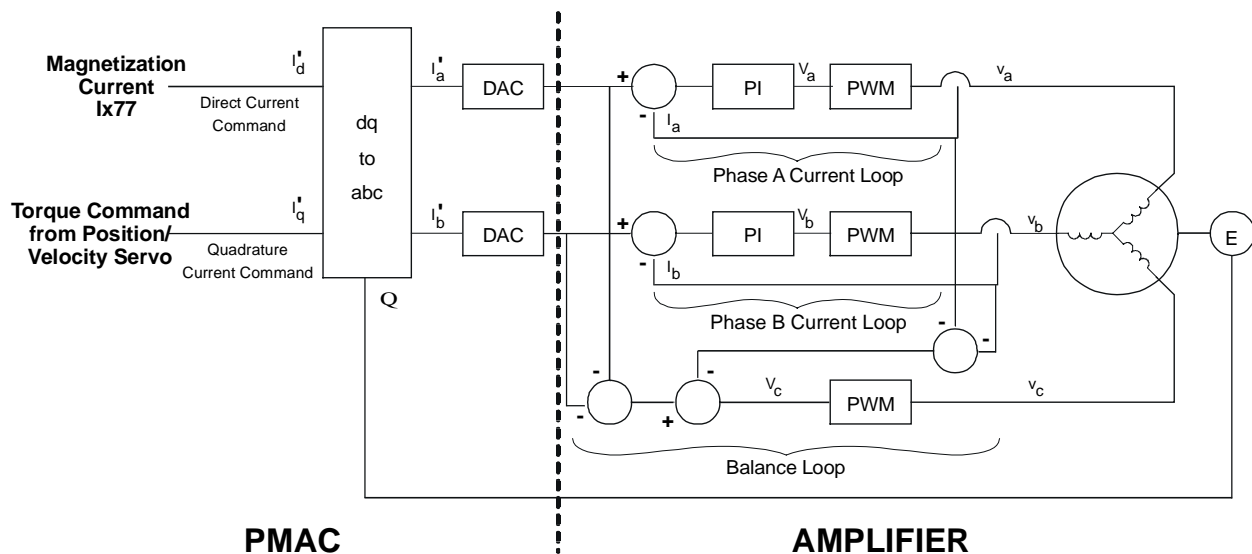 Magnetization
Current
Ix77
I'd
Direct Current
Command
dq
to
abc
I'a
DAC
+
-
Ia
PI
Va
PWM
va
Phase A Current Loop
Torque Command
from Position/
Velocity Servo
I'q
Quadrature
Current Command
I'b
DAC
+
-
Ib
PI
Vb
PWM
vb
E
Q
Phase B Current Loop
-
-
-
-
-
+
Vc
PWM
vc
Balance Loop
PMAC
AMPLIFIER